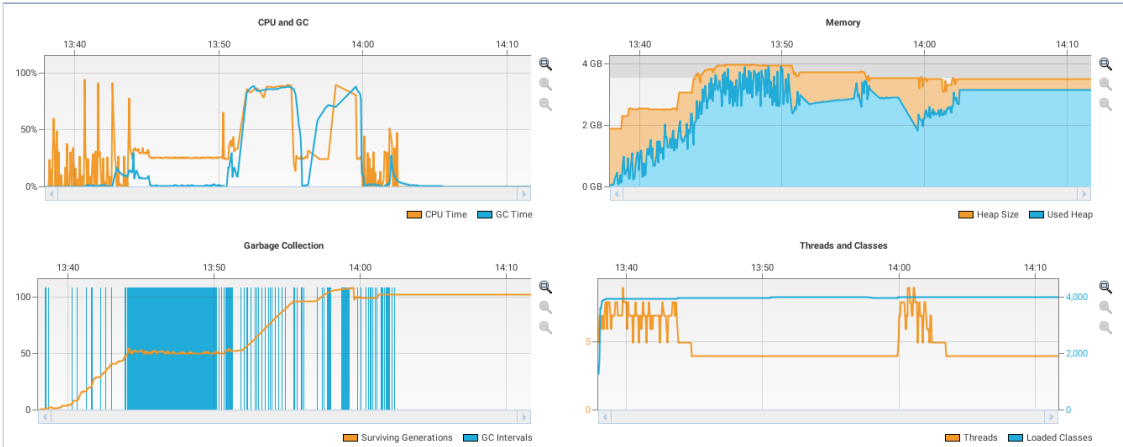 CPU and GC
13:40 13:50 14:00 14:10
100%
50%
0%
CPU Time GC Time
Memory
13:40 13:50 14:00 14:10
4 GB
2 GB
0 GB
Heap Size Used Heap
Garbage Collection
13:40 13:50 14:00 14:10
100
50
0
Surviving Generations GC Intervals
Threads and Classes
13:40 13:50 14:00 14:10
4,000
5 2,000
0 0
Threads Loaded Classes